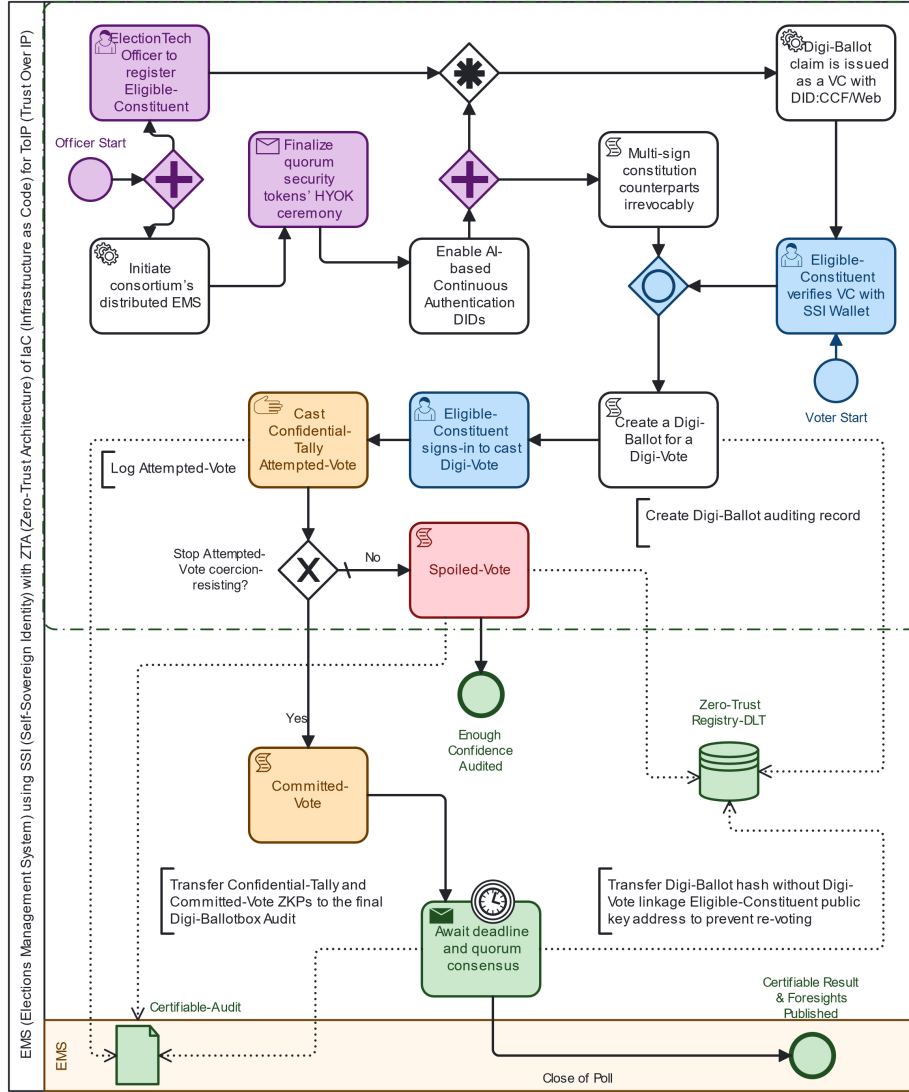 EMS (Elections Management System) using SSI (Self-Sovereign Identity) with ZTA (Zero-Trust Architecture) of IaC (Infrastructure as Code) for ToIP (Trust Over IP)
ElectionTech
Officer to
register
Eligible-
Constituent
Digi-Ballot
claim is issued
as a VC with
DID:CCF/Web
Officer Start
Finalize
quorum
security
tokens' HYOK
ceremony
Multi-sign
constitution
counterparts
irrevocably
Initiate
consortium's
distributed EMS
Enable AI-
based
Continuous
Authentication
DIDs
Eligible-
Constituent
verifies VC with
SSI Wallet
Voter Start
Cast
Confidential-
Tally
Attempted-Vote
Eligible-
Constituent
signs-in to cast
Digi-Vote
Create a Digi-
Ballot for a
Digi-Vote
Log Attempted-Vote
Create Digi-Ballot auditing record
Stop Attempted-
Vote coercion-
resisting?
No
Spoiled-Vote
Yes
Enough
Confidence
Audited
Zero-Trust
Registry-DLT
Committed-
Vote
Transfer Confidential-Tally and
Committed-Vote ZKPs to the final
Digi-Ballotbox Audit
Transfer Digi-Ballot hash without Digi-
Vote linkage Eligible-Constituent public
key address to prevent re-voting
Await deadline
and quorum
consensus
Certifiable-Audit
Certifiable Result
& Foresights
Published
EMS
Close of Poll